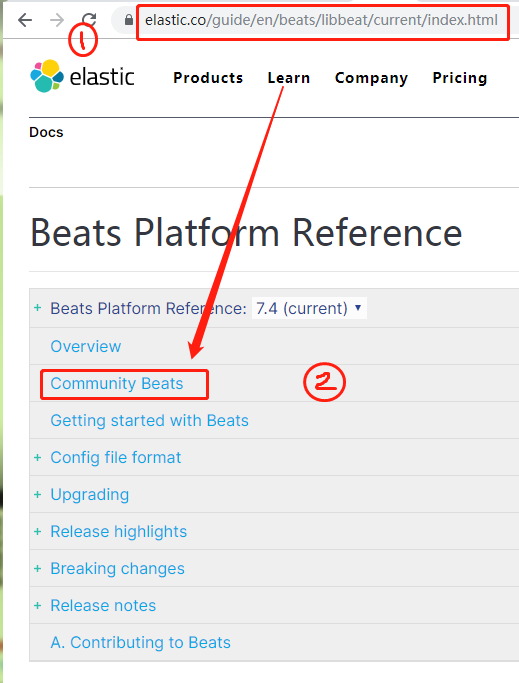 elastic.co/guide/en/beats/libbeat/current/index.html
1
elastic Products Learn Company Pricing
Docs
Beats Platform Reference
+ Beats Platform Reference: 7.4 (current) ▼
Overview
Community Beats
2
Getting started with Beats
+ Config file format
+ Upgrading
+ Release highlights
+ Breaking changes
+ Release notes
A. Contributing to Beats